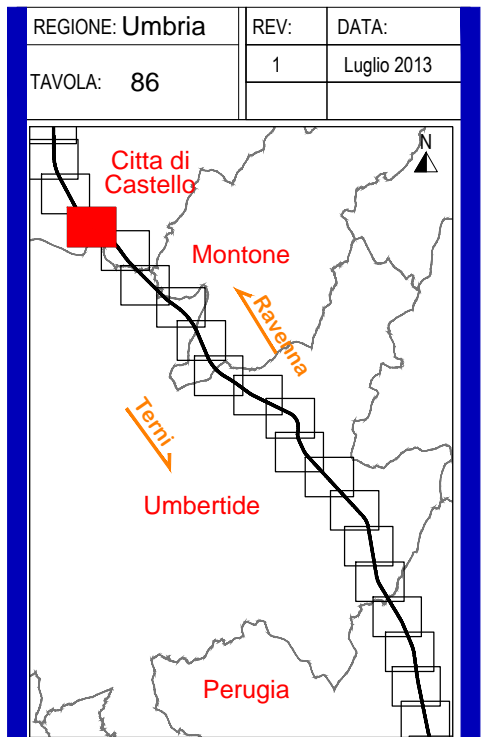 REGIONE: Umbria
REV:
DATA:
TAVOLA: 86
1
Luglio 2013
N
Citta di
Castello
Montone
Ravenna
Terni
Umbertide
Perugia